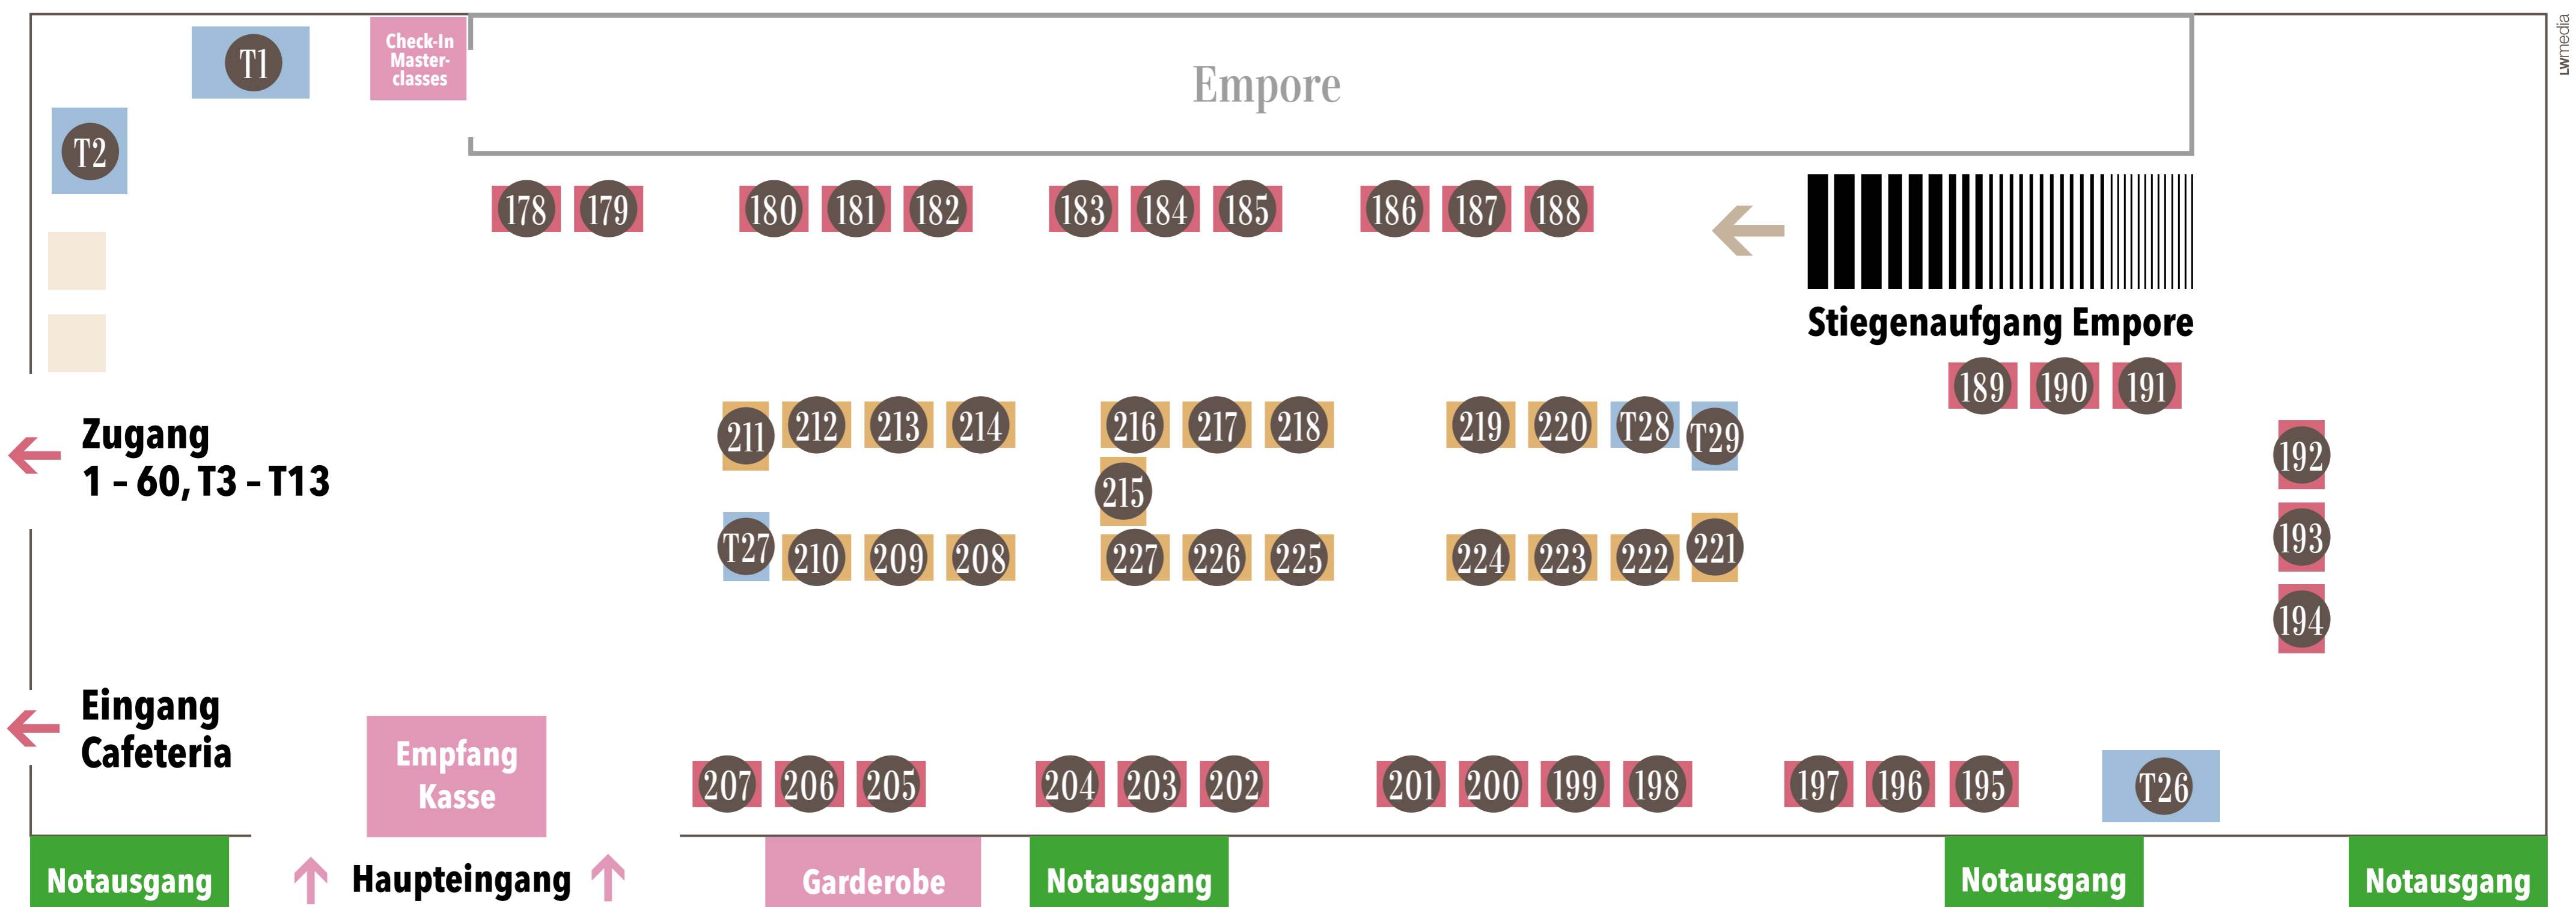 LWmedia
T1
Check-In
Master-
classes
Empore
T2
178 179 180 181 182 183 184 185 186 187 188
Stiegenaufgang Empore
189 190 191
Zugang
1 – 60, T3 – T13
211 212 213 214 216 217 218 219 220 T28 T29
192
215
193
T27 210 209 208 227 226 225 224 223 222 221
194
Eingang
Cafeteria
Empfang
Kasse
207 206 205 204 203 202 201 200 199 198 197 196 195 T26
Notausgang
Haupteingang
Garderobe
Notausgang
Notausgang
Notausgang